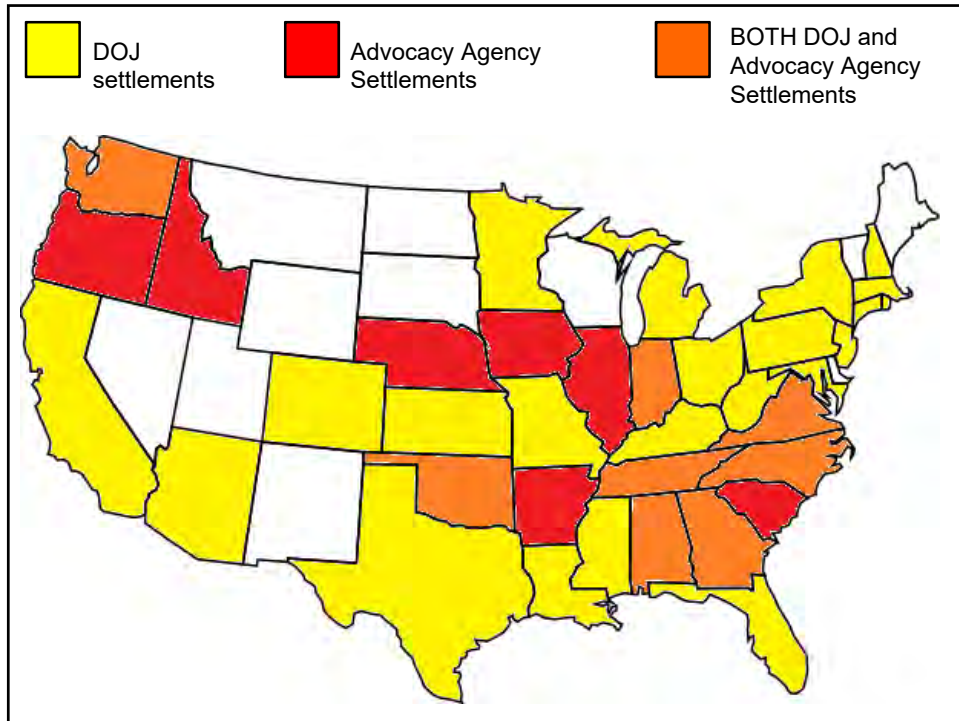 DOJ
settlements
Advocacy Agency
Settlements
BOTH DOJ and
Advocacy Agency
Settlements